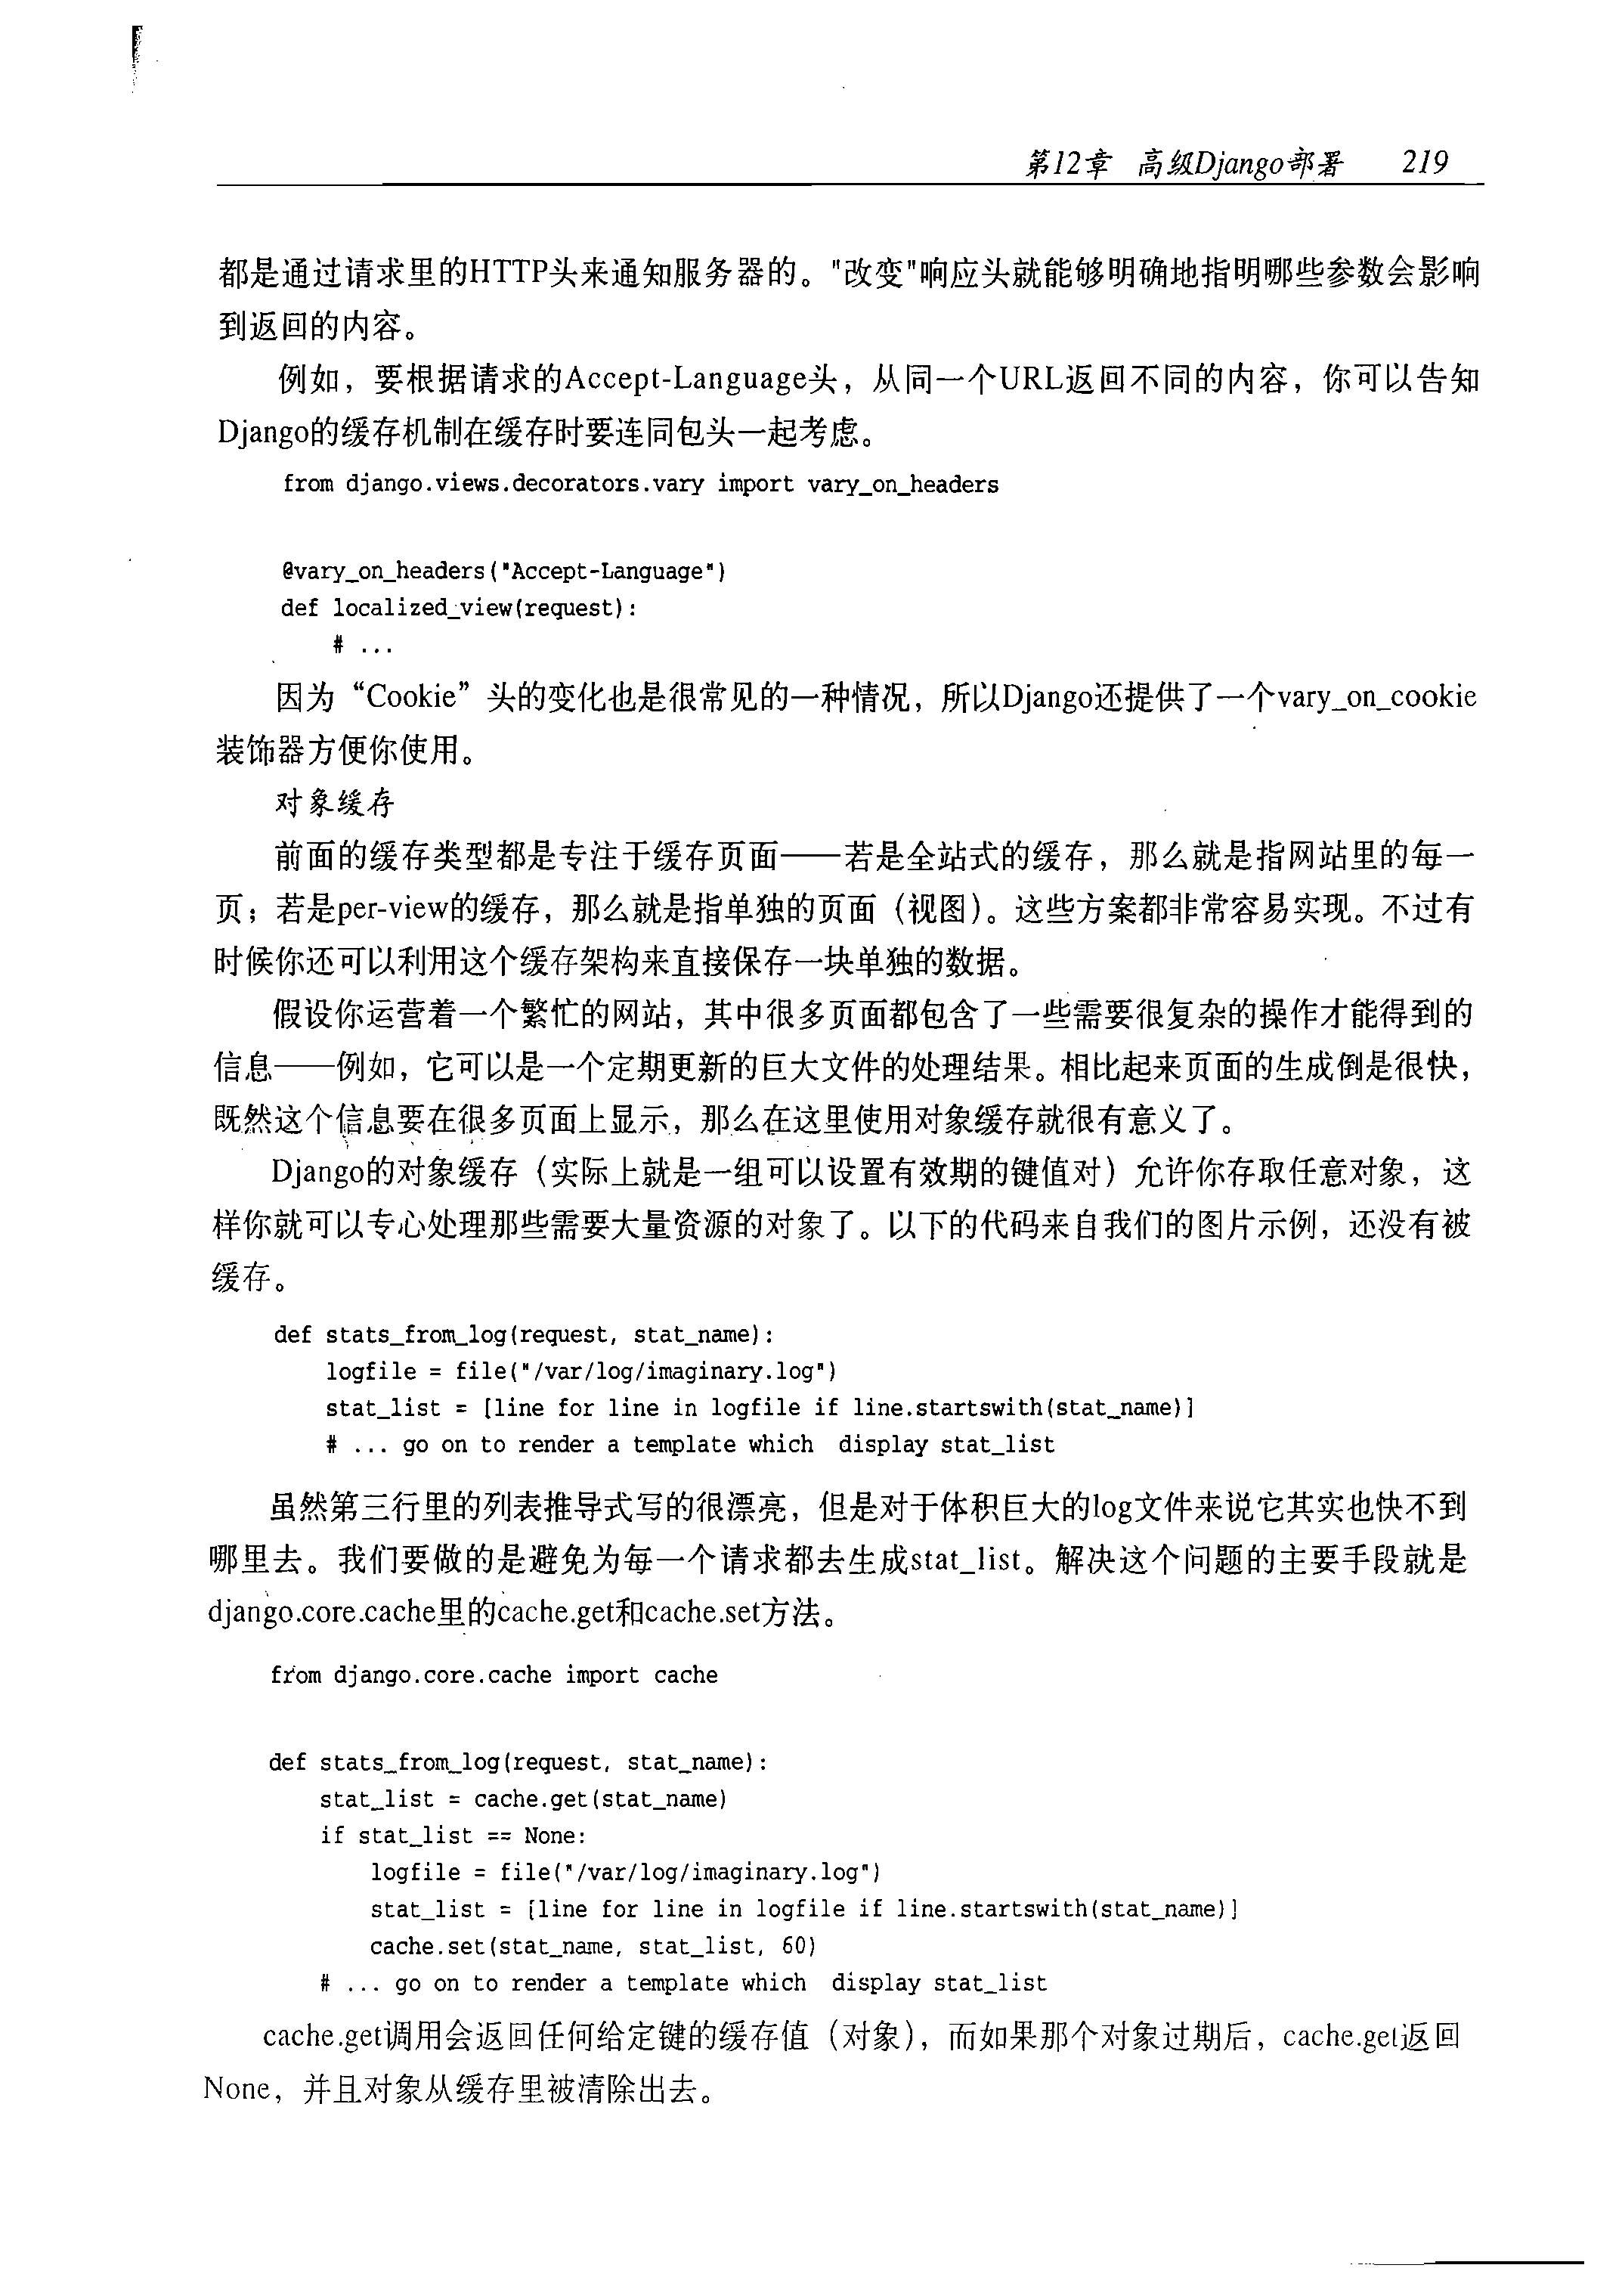 第12章 高级Django部署 219
都是通过请求里的HTTP头来通知服务器的。"改变"响应头就能够明确地指明哪些参数会影响
到返回的内容。
例如，要根据请求的Accept-Language头，从同一个URL返回不同的内容，你可以告知
Django的缓存机制在缓存时要连同包头一起考虑。
from django.views.decorators.vary import vary_on_headers
@vary_on_headers("Accept-Language")
def localized_view(request):
    # ...
因为“Cookie”头的变化也是很常见的一种情况，所以Django还提供了一个vary_on_cookie
装饰器方便你使用。
对象缓存
前面的缓存类型都是专注于缓存页面——若是全站式的缓存，那么就是指网站里的每一
页；若是per-view的缓存，那么就是指单独的页面（视图）。这些方案都非常容易实现。不过有
时候你还可以利用这个缓存架构来直接保存一块单独的数据。
假设你运营着一个繁忙的网站，其中很多页面都包含了一些需要很复杂的操作才能得到的
信息——例如，它可以是一个定期更新的巨大文件的处理结果。相比起来页面的生成倒是很快，
既然这个信息要在很多页面上显示，那么在这里使用对象缓存就很有意义了。
Django的对象缓存（实际上就是一组可以设置有效期的键值对）允许你存取任意对象，这
样你就可以专心处理那些需要大量资源的对象了。以下的代码来自我们的图片示例，还没有被
缓存。
def stats_from_log(request, stat_name):
    logfile = file("/var/log/imaginary.log")
    stat_list = [line for line in logfile if line.startswith(stat_name)]
    # ... go on to render a template which  display stat_list
虽然第三行里的列表推导式写的很漂亮，但是对于体积巨大的log文件来说它其实也快不到
哪里去。我们要做的是避免为每一个请求都去生成stat_list。解决这个问题的主要手段就是
django.core.cache里的cache.get和cache.set方法。
from django.core.cache import cache
def stats_from_log(request, stat_name):
    stat_list = cache.get(stat_name)
    if stat_list == None:
        logfile = file("/var/log/imaginary.log")
        stat_list = [line for line in logfile if line.startswith(stat_name)]
        cache.set(stat_name, stat_list, 60)
    # ... go on to render a template which  display stat_list
cache.get调用会返回任何给定键的缓存值（对象），而如果那个对象过期后，cache.get返回
None，并且对象从缓存里被清除出去。